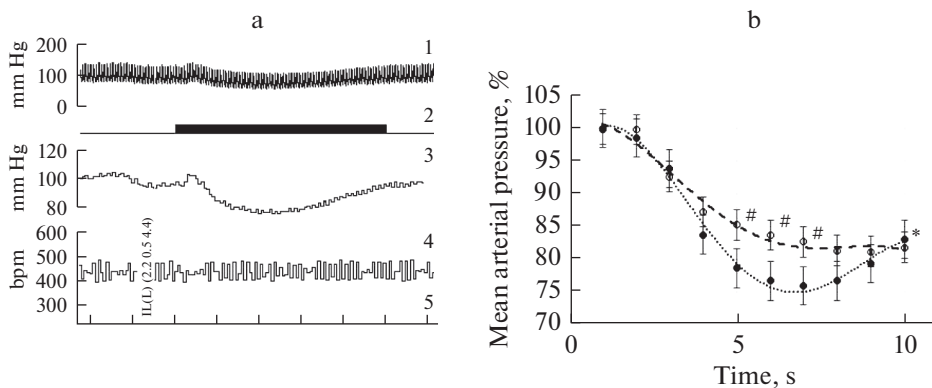 a
200
100
0
mm Hg
1
2
120
100
80
mm Hg
3
600
500
400
300
bpm
4
IL(L) (2.2 0.5 4.4)
5
b
105
100
95
90
85
80
75
70
Mean arterial pressure, %
# # #
*
0 5 10
Time, s